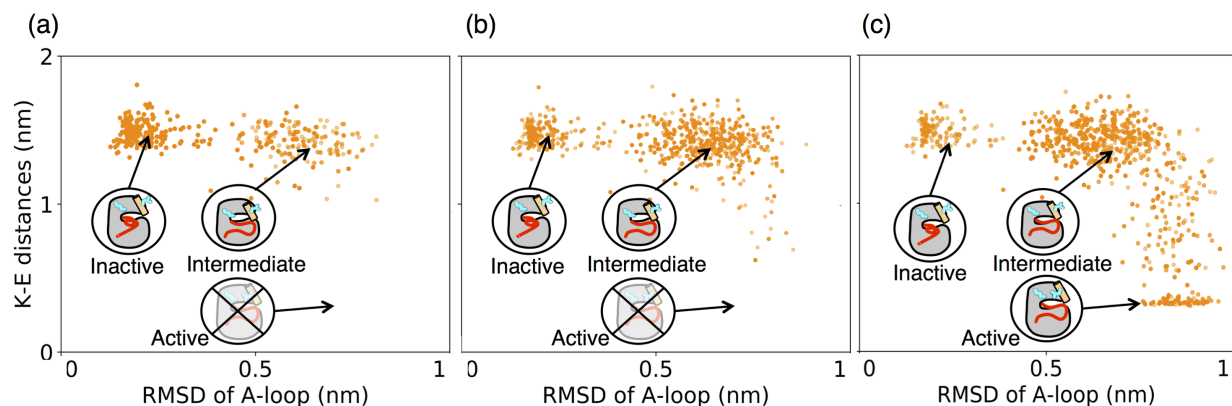 (a)
(b)
(c)
K-E distances (nm)
2
1
0
Inactive
Intermediate
Active
0
0.5
1
RMSD of A-loop (nm)
Inactive
Intermediate
Active
0
0.5
1
RMSD of A-loop (nm)
Inactive
Intermediate
Active
0.5
1
RMSD of A-loop (nm)